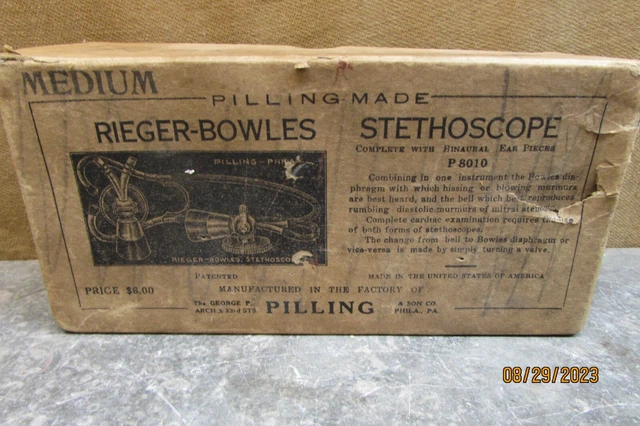 MEDIUM
PILLING-MADE
RIEGER-BOWLES STETHOSCOPE
COMPLETE WITH BINAURAL EAR PIECES
P8010
PILLING-PHILA
RIEGER-BOWLES, STETHOSCO
Combining in one instrument the Bowles dia-
phragm with which hissing or blowing murmurs
are best heard, and the bell which best reproduces
rumbling diastolic murmurs of mitral
Complete cardiac examination requires the use
of both forms of stethoscopes.
The change from bell to Bowles diaphragm or
vice-versa is made by simply turning a valve.
PATENTED MADE IN THE UNITED STATES OF AMERICA
PRICE $6.00 MANUFACTURED IN THE FACTORY OF
The GEORGE P. PILLING & SON CO.
ARCH & 23rd STS. PHILA., PA.
08/29/2023